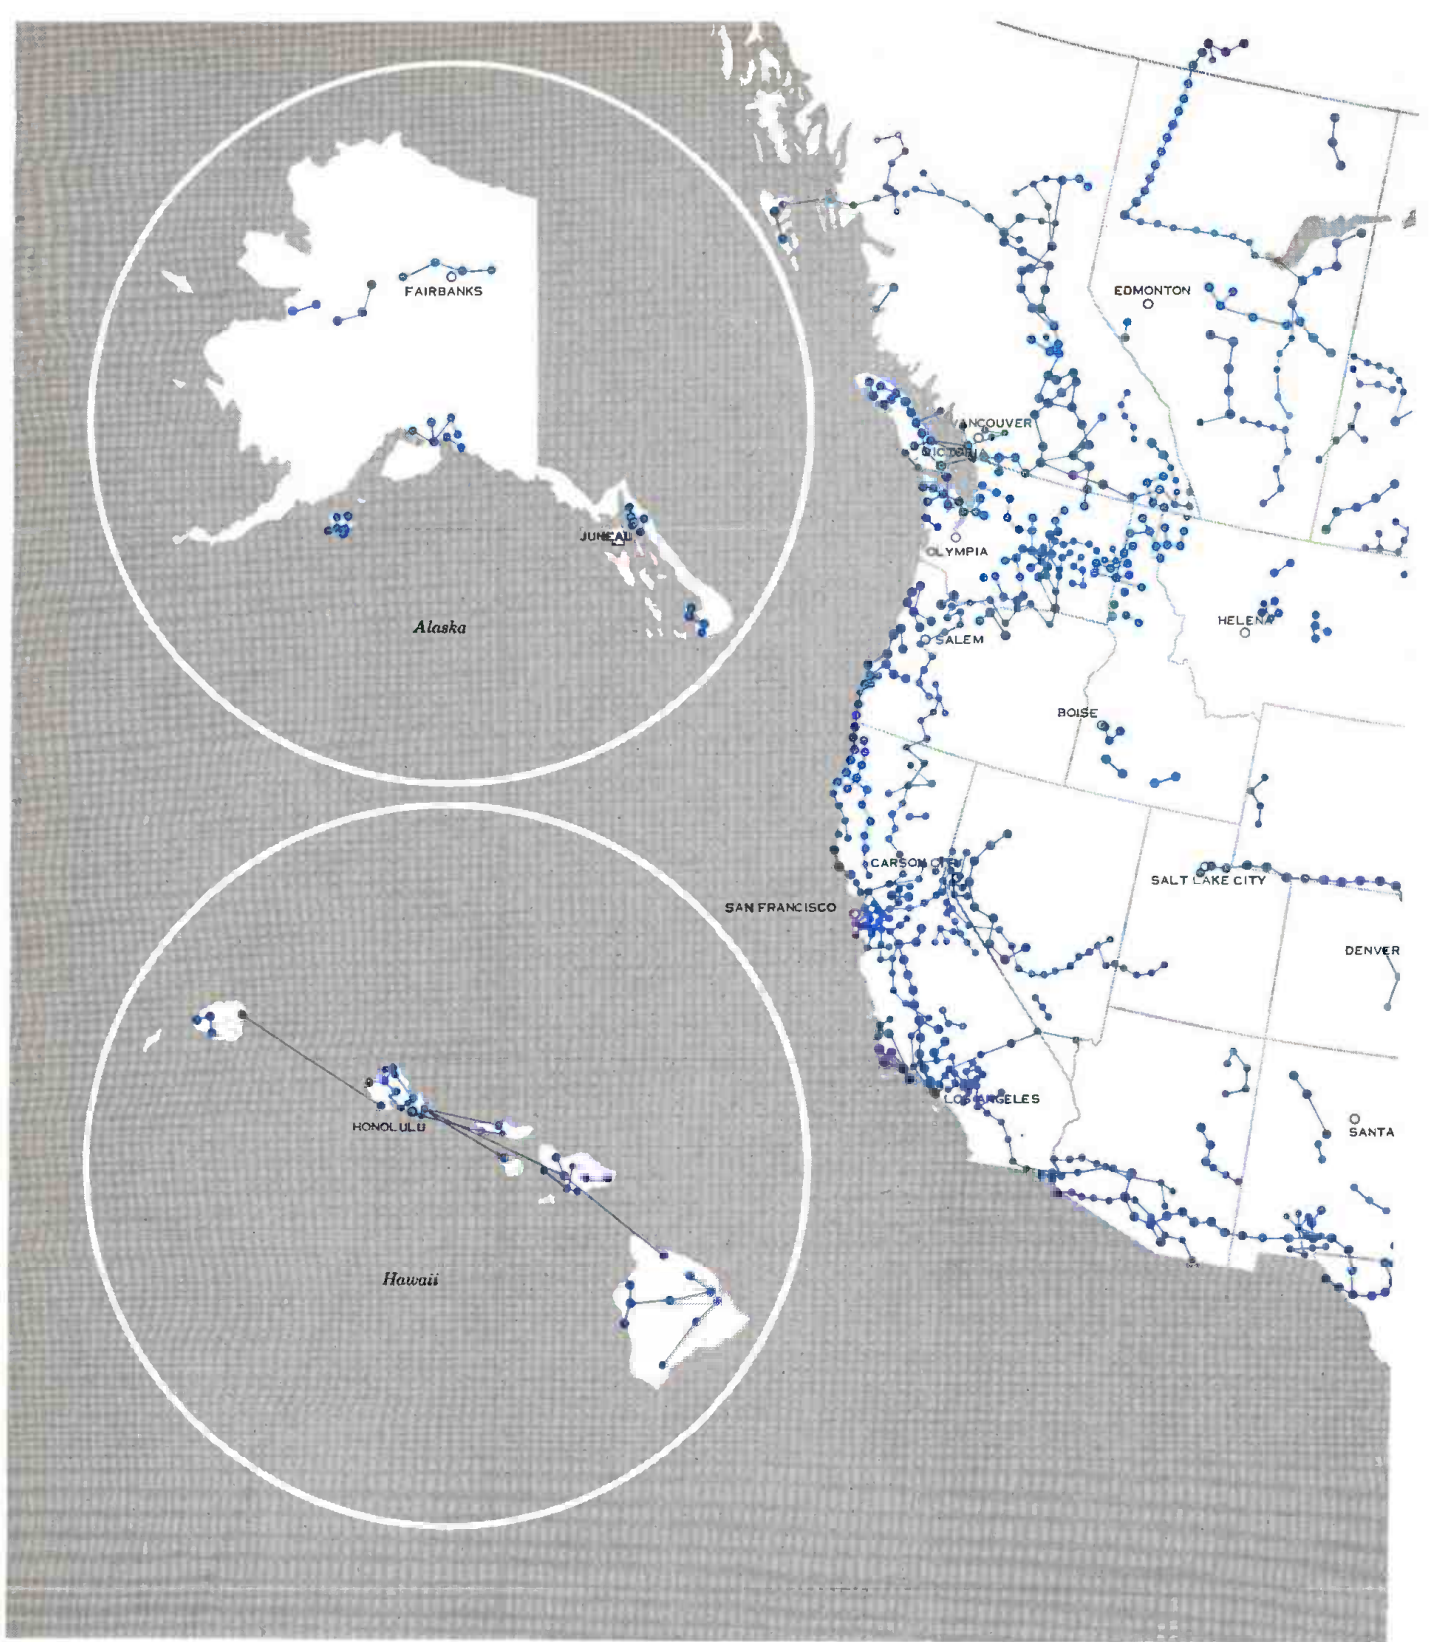 FAIRBANKS
JUNEAU
Alaska
HONOLULU
Hawaii
EDMONTON
VANCOUVER
VICTORIA
OLYMPIA
SALEM
HELENA
BOISE
CARSON CITY
SALT LAKE CITY
SAN FRANCISCO
DENVER
LOS ANGELES
SANTA